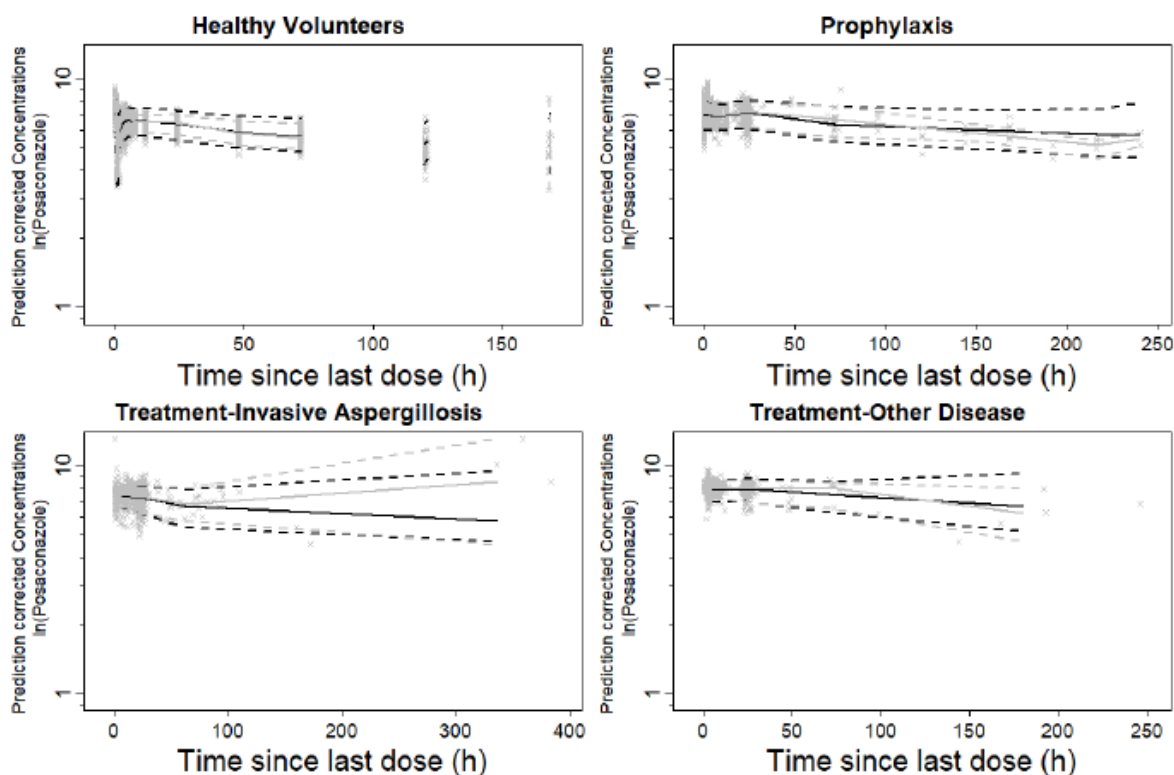 Healthy Volunteers
Prediction corrected Concentrations
ln(Posaconazole)
10
1
0 50 100 150
Time since last dose (h)
Prophylaxis
Prediction corrected Concentrations
ln(Posaconazole)
10
1
0 50 100 150 200 250
Time since last dose (h)
Treatment-Invasive Aspergillosis
Prediction corrected Concentrations
ln(Posaconazole)
10
1
0 100 200 300 400
Time since last dose (h)
Treatment-Other Disease
Prediction corrected Concentrations
ln(Posaconazole)
10
1
0 50 100 150 200 250
Time since last dose (h)